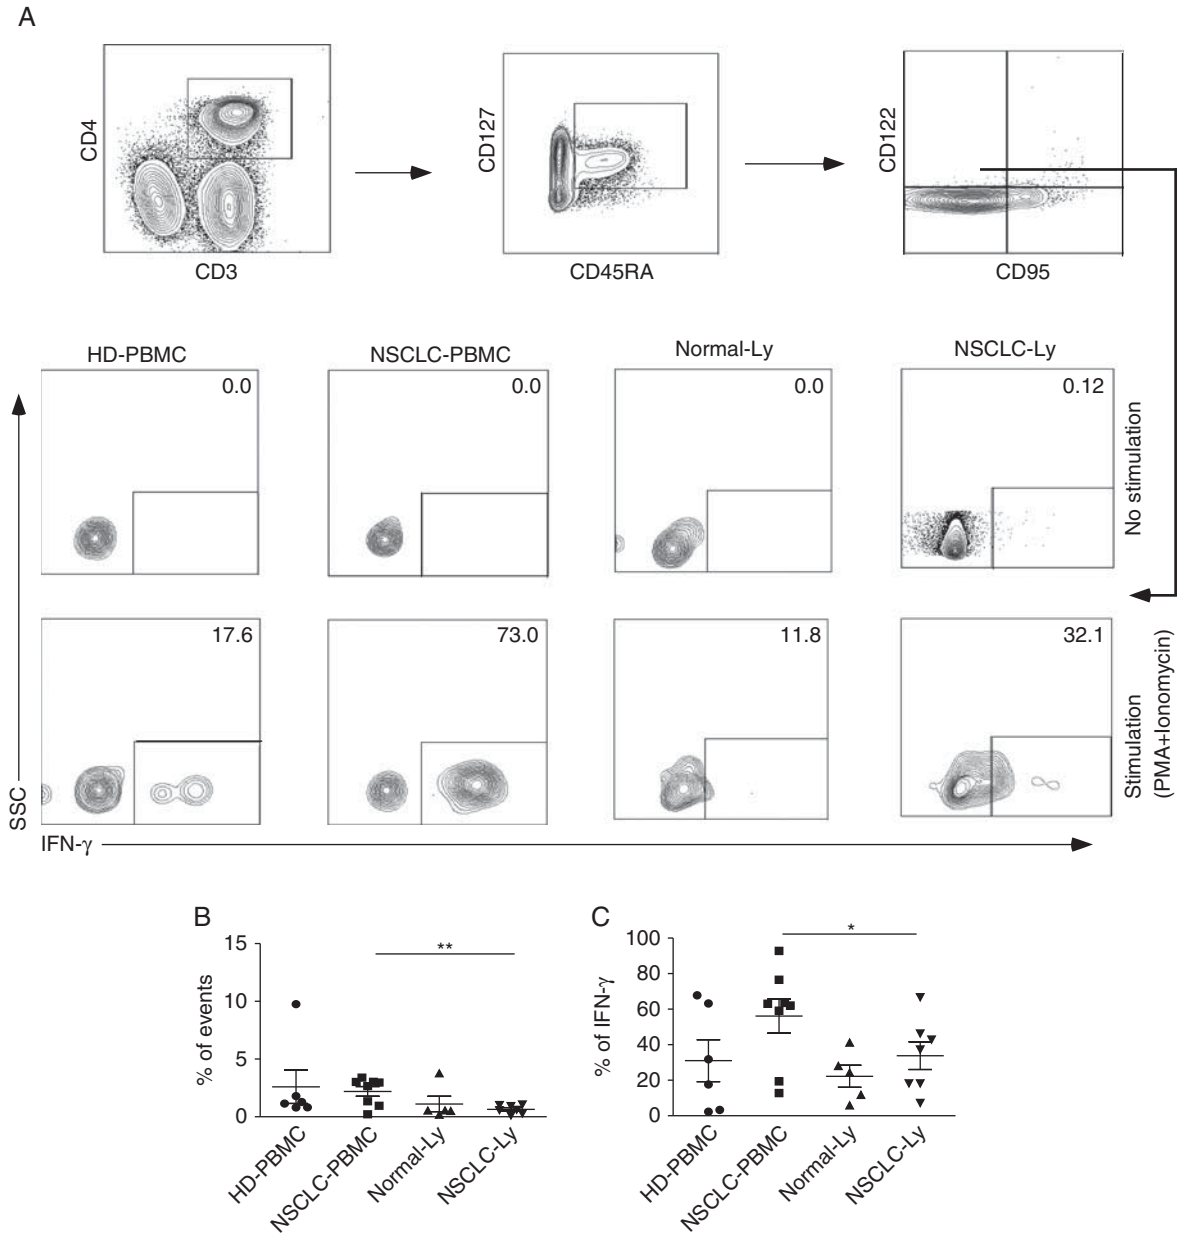 A
CD4
CD3
CD127
CD45RA
CD122
CD95
HD-PBMC
NSCLC-PBMC
Normal-Ly
NSCLC-Ly
0.0
0.0
0.0
0.12
No stimulation
17.6
73.0
11.8
32.1
Stimulation
(PMA+Ionomycin)
SSC
IFN-γ
B
% of events
15
10
5
0
**
HD-PBMC
NSCLC-PBMC
Normal-Ly
NSCLC-Ly
C
% of IFN-γ
100
80
60
40
20
0
*
HD-PBMC
NSCLC-PBMC
Normal-Ly
NSCLC-Ly